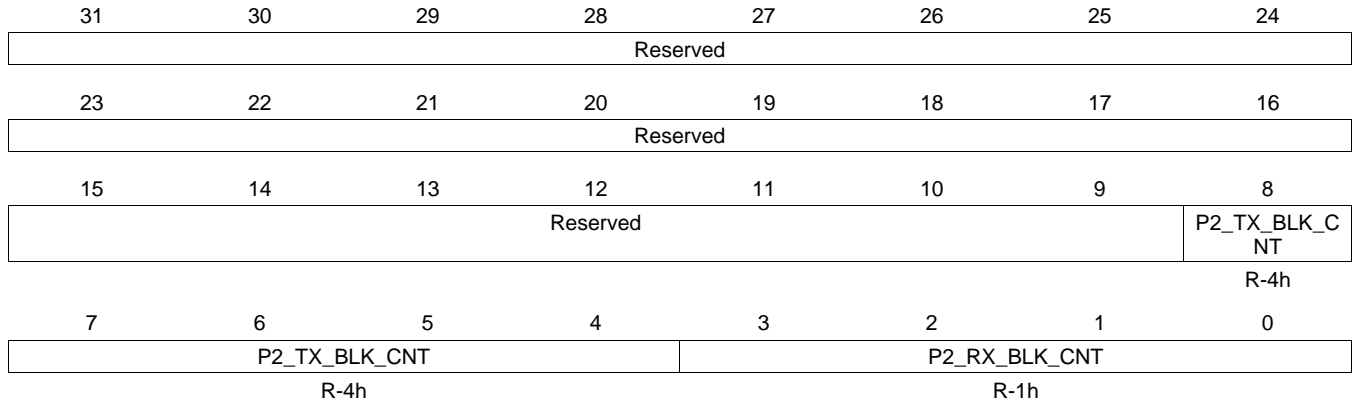 31 30 29 28 27 26 25 24
Reserved
23 22 21 20 19 18 17 16
Reserved
15 14 13 12 11 10 9 8
Reserved P2_TX_BLK_C
NT
R-4h
7 6 5 4 3 2 1 0
P2_TX_BLK_CNT P2_RX_BLK_CNT
R-4h R-1h